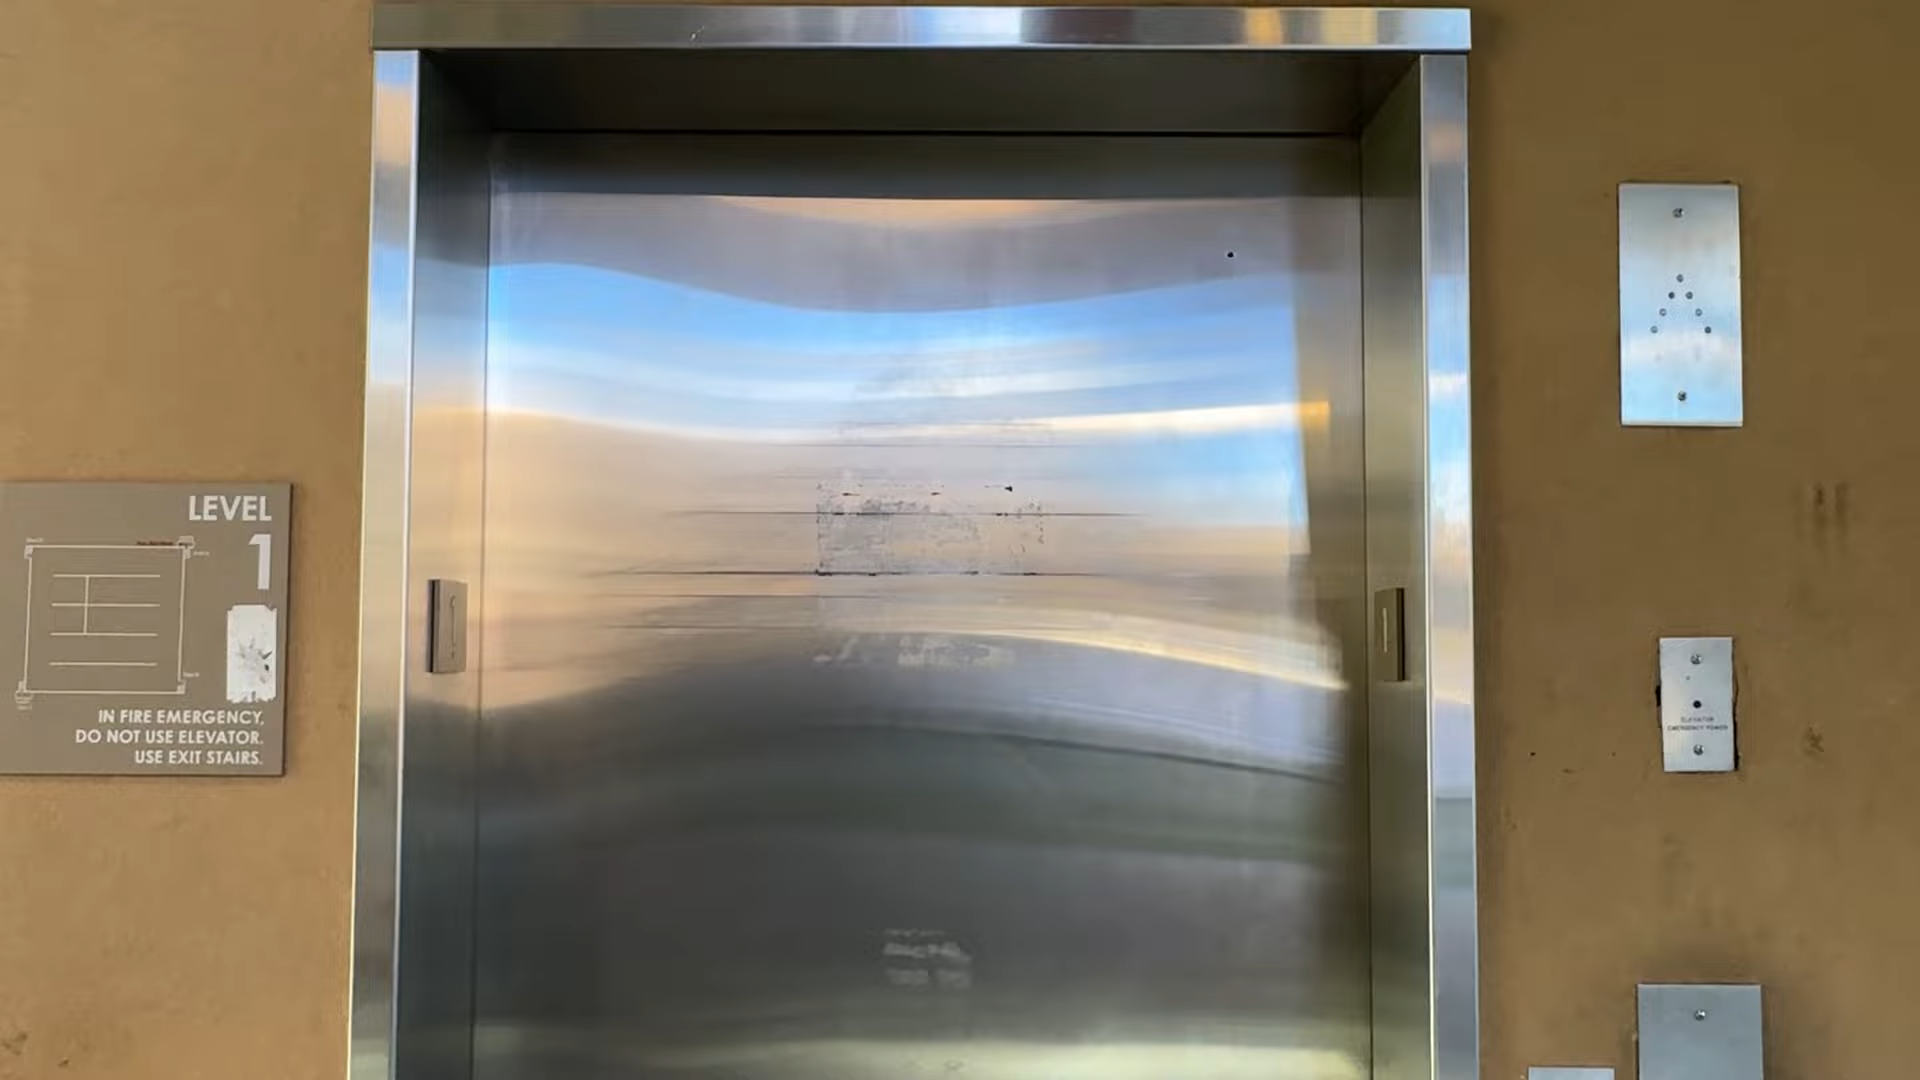 LEVEL
1
IN FIRE EMERGENCY,
DO NOT USE ELEVATOR.
USE EXIT STAIRS.
ELEVATOR
EMERGENCY POWER